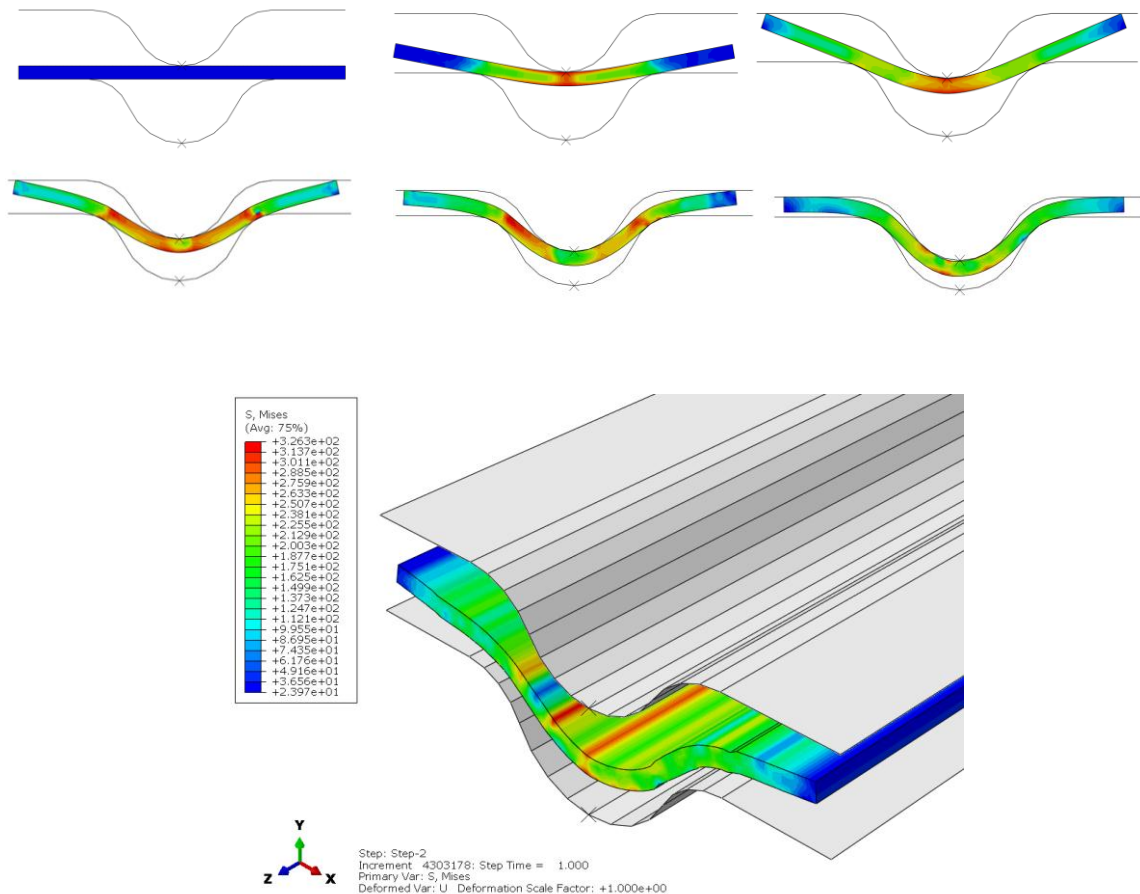 S, Mises
(Avg: 75%)
+3.263e+02
+3.137e+02
+3.011e+02
+2.885e+02
+2.759e+02
+2.633e+02
+2.507e+02
+2.381e+02
+2.255e+02
+2.129e+02
+2.003e+02
+1.877e+02
+1.751e+02
+1.625e+02
+1.499e+02
+1.373e+02
+1.247e+02
+1.121e+02
+9.955e+01
+8.695e+01
+7.435e+01
+6.176e+01
+4.916e+01
+3.656e+01
+2.397e+01
Y
Z
X
Step: Step-2
Increment 4303178: Step Time = 1.000
Primary Var: S, Mises
Deformed Var: U Deformation Scale Factor: +1.000e+00